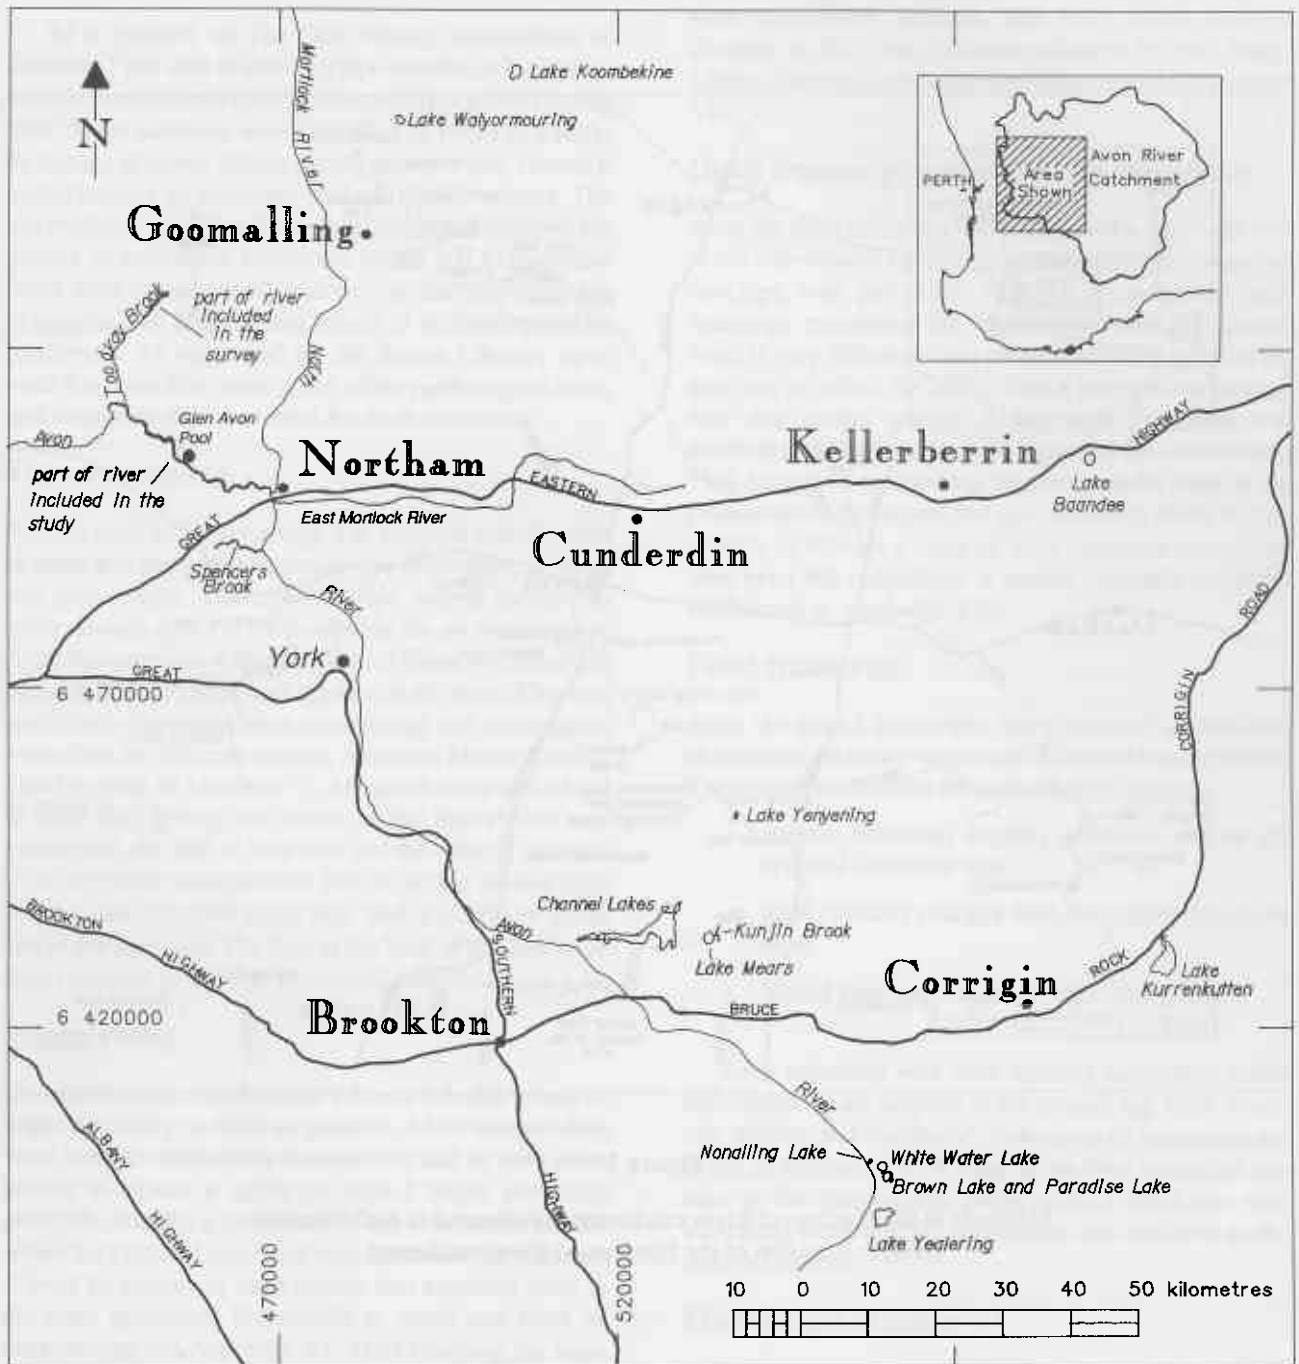 N
MORTLOCK RIVER
Lake Koombekine
Lake Walyormouring
PERTH
Area
Shown
Avon River
Catchment
Goomalling
Toodyay Brook
part of river
included
in the
survey
North
Avon
Glen Avon
Pool
part of river
included in the
study
Northam
Kellerberrin
HIGHWAY
EASTERN
Lake
Baandee
GREAT
East Mortlock River
Cunderdin
Spencers
Brook
River
ROAD
York
GREAT
6 470000
CORRIGIN
Lake Yenyening
Channel Lakes
Avon
Kunjin Brook
Lake Mears
BROOKTON
HIGHWAY
SOUTHERN
Corrigin
ROCK
Lake
Kurrenkutten
6 420000
Brookton
BRUCE
River
ALBANY
HIGHWAY
HIGHWAY
Nonalling Lake
White Water Lake
Brown Lake and Paradise Lake
Lake Yealering
470000
520000
10 0 10 20 30 40 50 kilometres